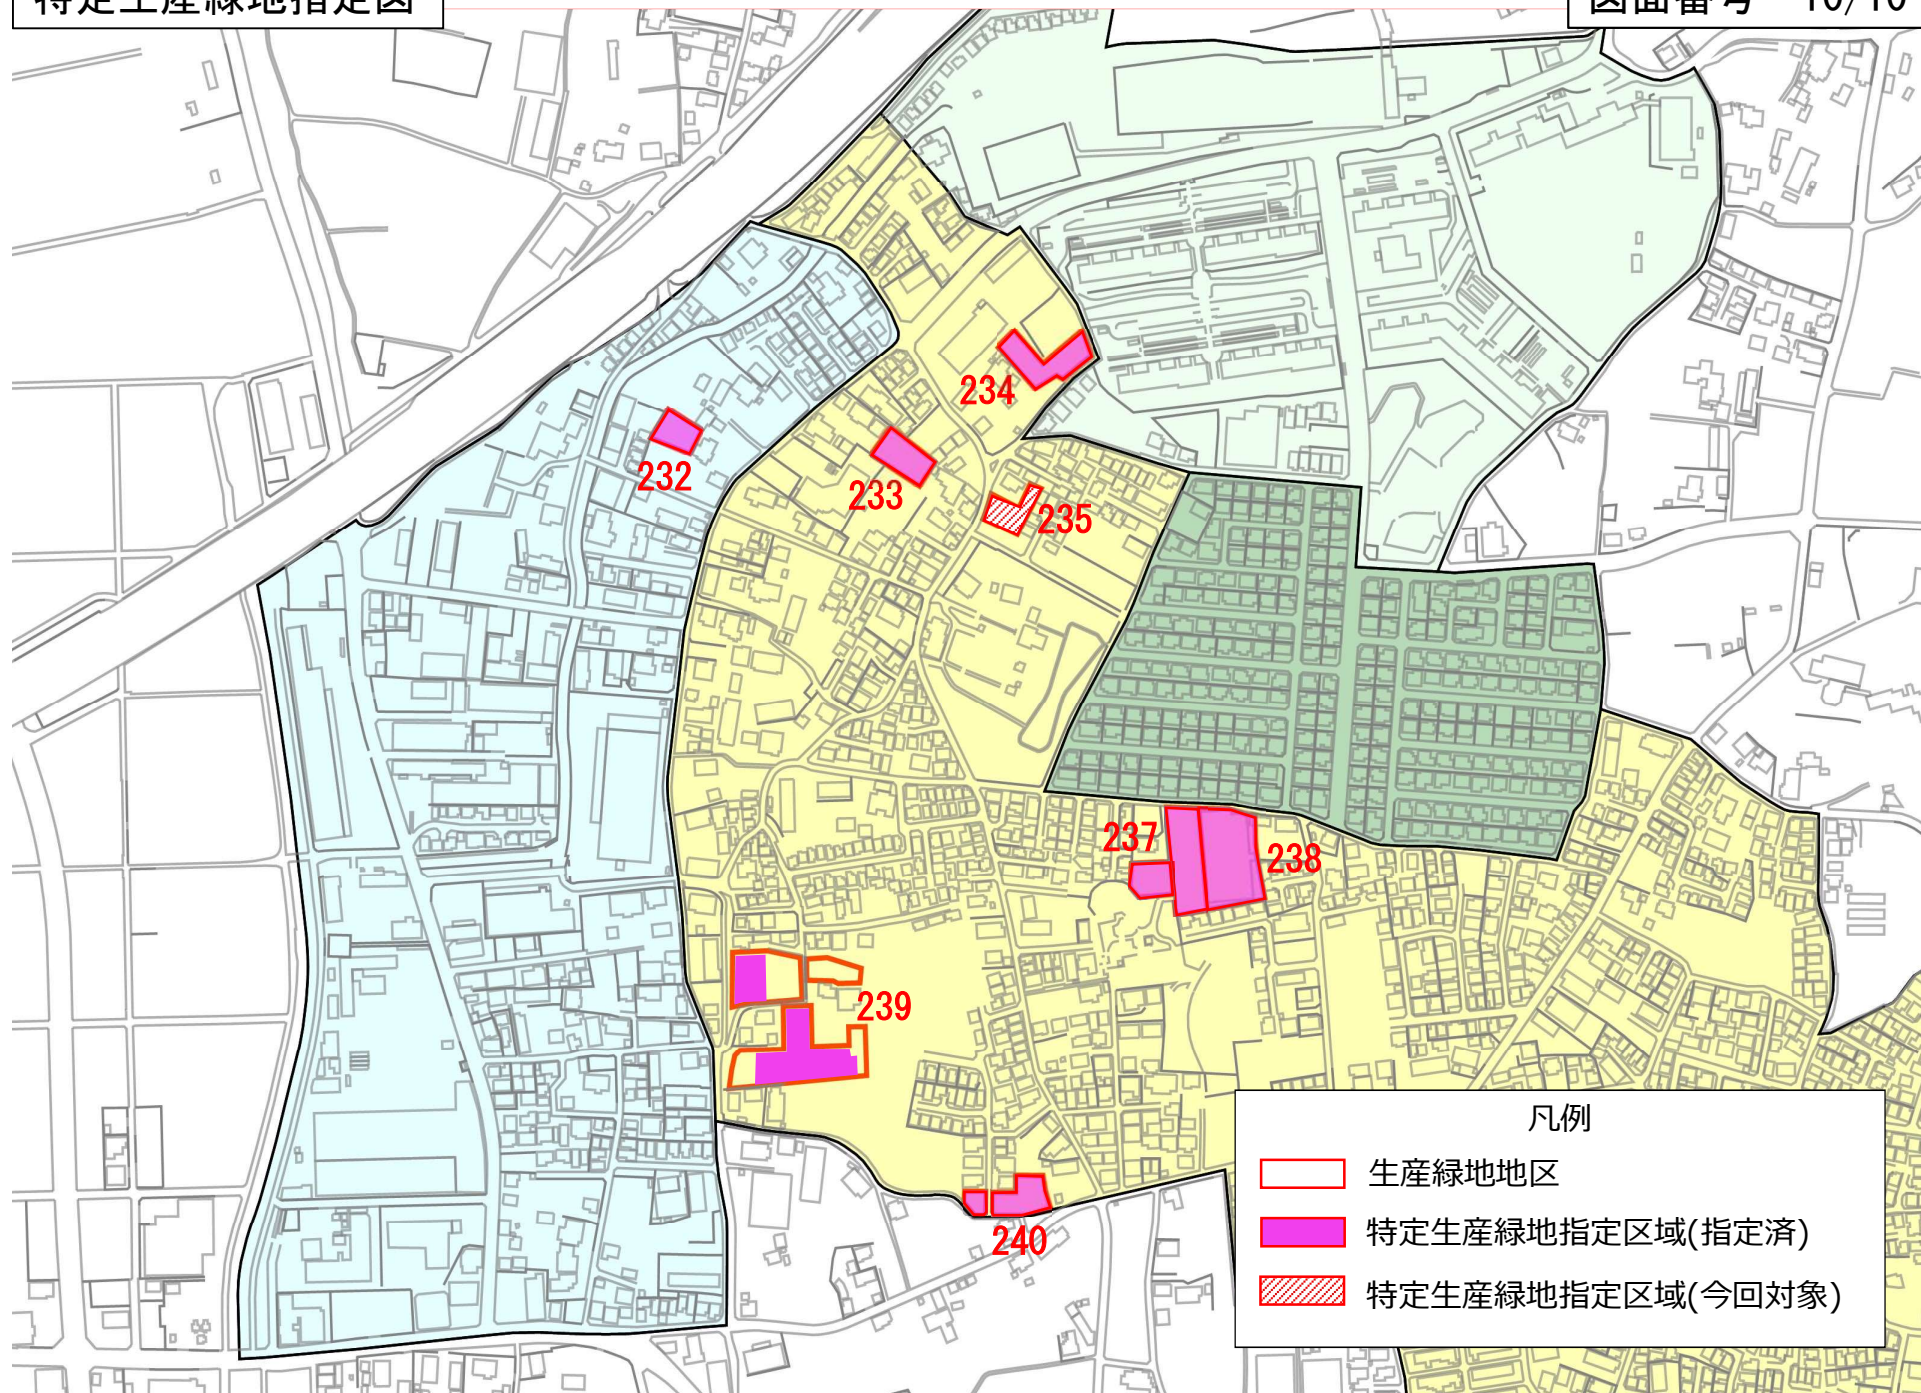 特定生産緑地指定図
図面番号 10/10
234
232
233
235
237
238
239
240
凡例
生産緑地地区
特定生産緑地指定区域(指定済)
特定生産緑地指定区域(今回対象)